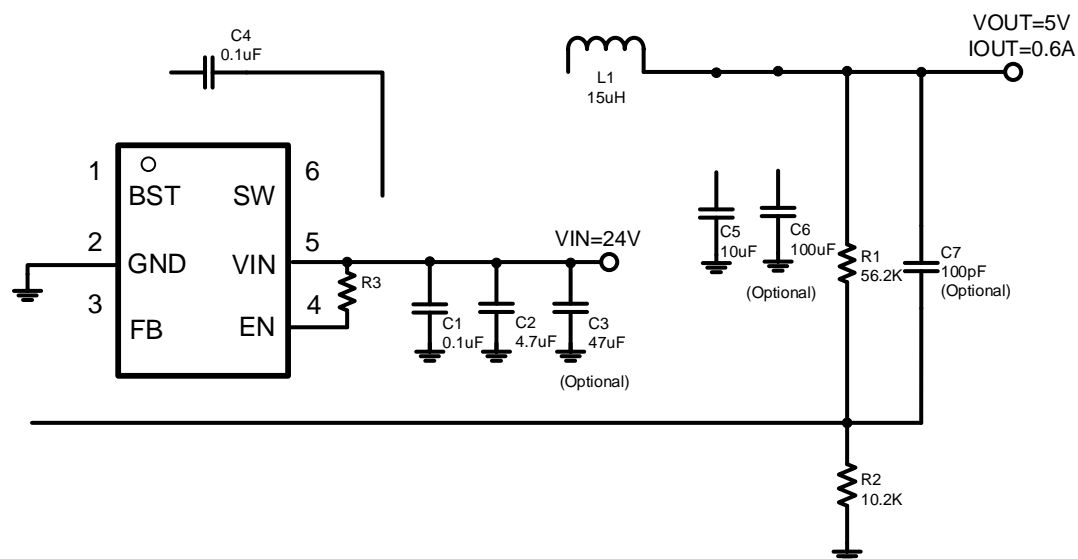 VOUT=5V
IOUT=0.6A
C4
0.1uF
L1
15uH
1
BST
SW
6
2
GND
VIN
5
VIN=24V
3
FB
EN
4
R3
C1
0.1uF
C2
4.7uF
C3
47uF
(Optional)
C5
10uF
C6
100uF
(Optional)
R1
56.2K
C7
100pF
(Optional)
R2
10.2K